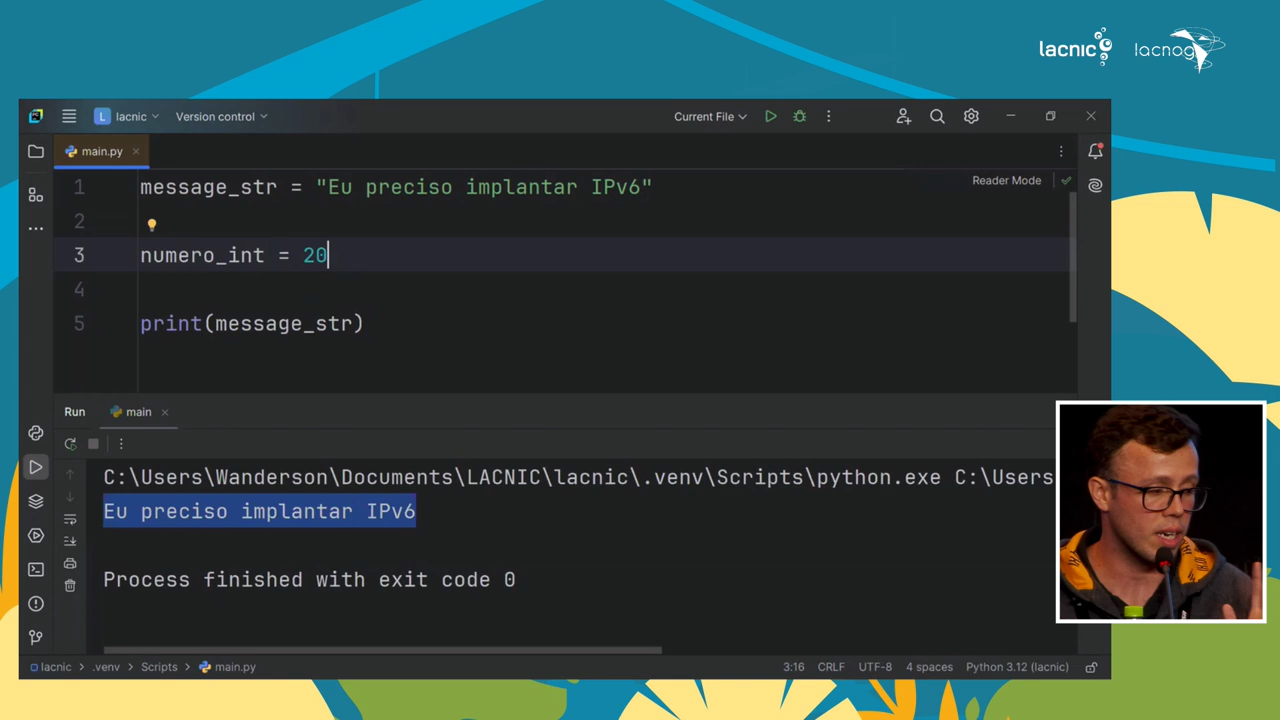 lacnic lacnog
L lacnic Version control Current File
main.py
Reader Mode
1 message_str = "Eu preciso implantar IPv6"
2
3 numero_int = 20
4
5 print(message_str)
Run main
C:\Users\Wanderson\Documents\LACNIC\lacnic\.venv\Scripts\python.exe C:\Users
Eu preciso implantar IPv6
Process finished with exit code 0
lacnic .venv Scripts main.py 3:16 CRLF UTF-8 4 spaces Python 3.12 (lacnic)